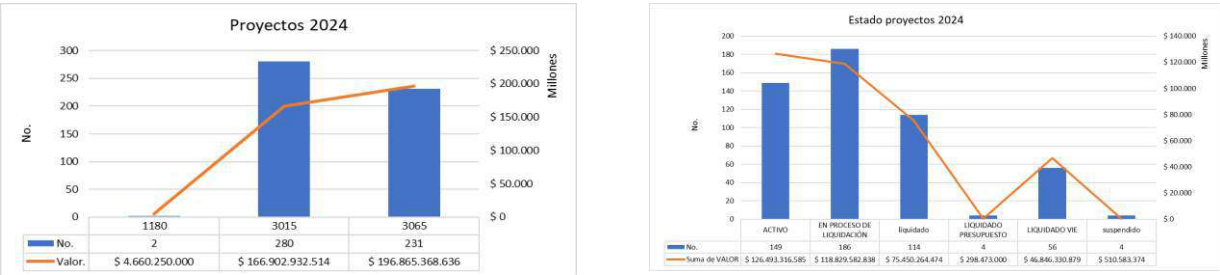 Proyectos 2024
300
250
200
150
100
50
0
No.
$ 250.000
$ 200.000
$ 150.000
$ 100.000
$ 50.000
$ 0
Millones
1180 3015 3065
No. 2 280 231
Valor. $ 4.660.250.000 $ 166.902.932.514 $ 196.865.368.636
Estado proyectos 2024
200
180
160
140
120
100
80
60
40
20
0
No.
$ 140.000
$ 120.000
$ 100.000
$ 80.000
$ 60.000
$ 40.000
$ 20.000
$ 0
Millones
ACTIVO EN PROCESO DE LIQUIDACIÓN liquidado LIQUIDADO PRESUPUESTO LIQUIDADO VIE suspendido
No. 149 186 114 4 56 4
Suma de VALOR $ 126.493.316.585 $ 118.829.582.838 $ 75.450.264.474 $ 298.473.000 $ 46.846.330.879 $ 510.583.374